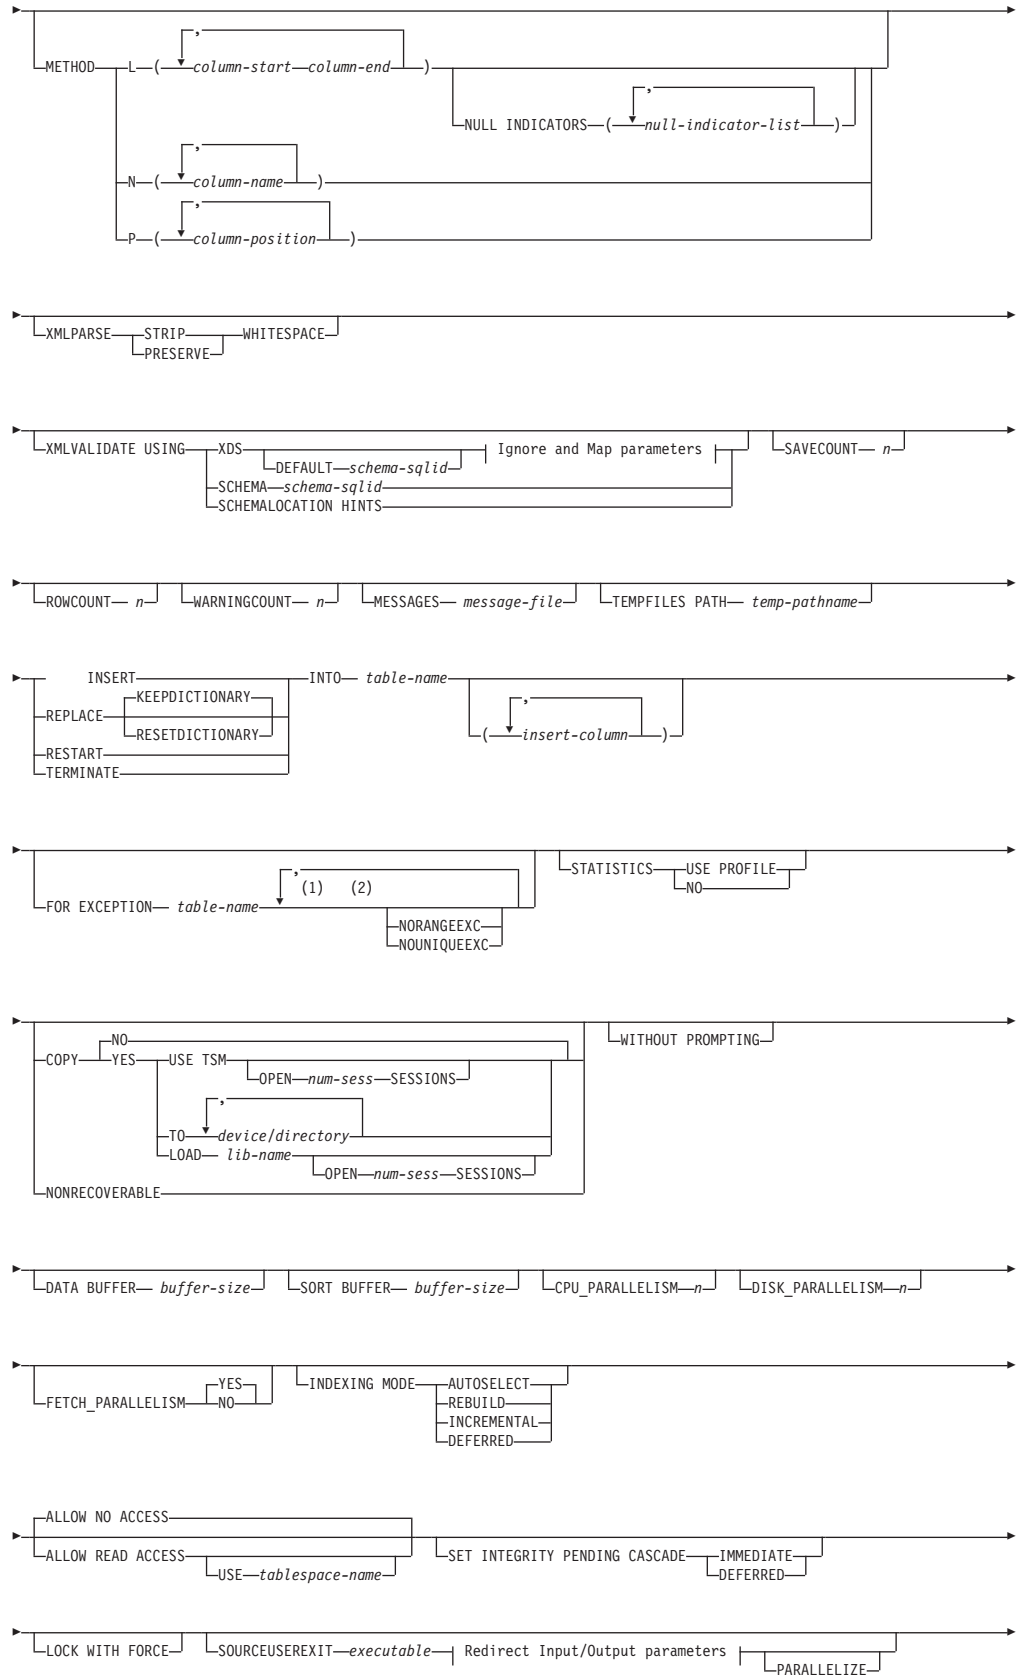 ,
METHOD L ( column-start column-end )
,
NULL INDICATORS ( null-indicator-list )
,
N ( column-name )
,
P ( column-position )
XMLPARSE STRIP WHITESPACE
PRESERVE
XMLVALIDATE USING XDS Ignore and Map parameters SAVECOUNT n
DEFAULT schema-sqlid
SCHEMA schema-sqlid
SCHEMALOCATION HINTS
ROWCOUNT n WARNINGCOUNT n MESSAGES message-file TEMPFILES PATH temp-pathname
INSERT INTO table-name
KEEPDICTIONARY ,
REPLACE
RESETDICTIONARY ( insert-column )
RESTART
TERMINATE
, STATISTICS USE PROFILE
(1) (2) NO
FOR EXCEPTION table-name
NORANGEEXC
NOUNIQUEEXC
NO WITHOUT PROMPTING
COPY YES USE TSM
OPEN num-sess SESSIONS
,
TO device/directory
LOAD lib-name
OPEN num-sess SESSIONS
NONRECOVERABLE
DATA BUFFER buffer-size SORT BUFFER buffer-size CPU_PARALLELISM n DISK_PARALLELISM n
YES INDEXING MODE AUTOSELECT
FETCH_PARALLELISM NO REBUILD
INCREMENTAL
DEFERRED
ALLOW NO ACCESS
ALLOW READ ACCESS SET INTEGRITY PENDING CASCADE IMMEDIATE
USE tablespace-name DEFERRED
LOCK WITH FORCE SOURCEUSEREXIT executable Redirect Input/Output parameters
PARALLELIZE